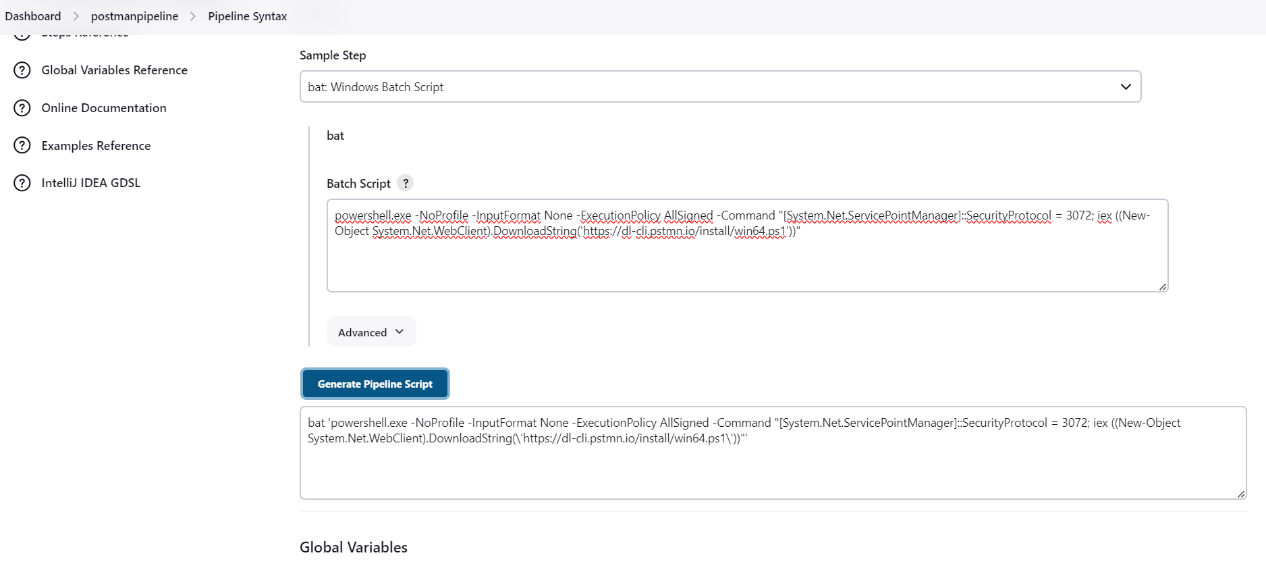 Dashboard > postmanpipeline > Pipeline Syntax
Steps Reference
Global Variables Reference
Online Documentation
Examples Reference
IntelliJ IDEA GDSL
Sample Step
bat: Windows Batch Script
bat
Batch Script ?
powershell.exe -NoProfile -InputFormat None -ExecutionPolicy AllSigned -Command "[System.Net.ServicePointManager]::SecurityProtocol = 3072; iex ((New-
Object System.Net.WebClient).DownloadString('https://dl-cli.pstmn.io/install/win64.ps1'))"
Advanced
Generate Pipeline Script
bat 'powershell.exe -NoProfile -InputFormat None -ExecutionPolicy AllSigned -Command "[System.Net.ServicePointManager]::SecurityProtocol = 3072; iex ((New-Object
System.Net.WebClient).DownloadString(\'https://dl-cli.pstmn.io/install/win64.ps1\'))"'
Global Variables